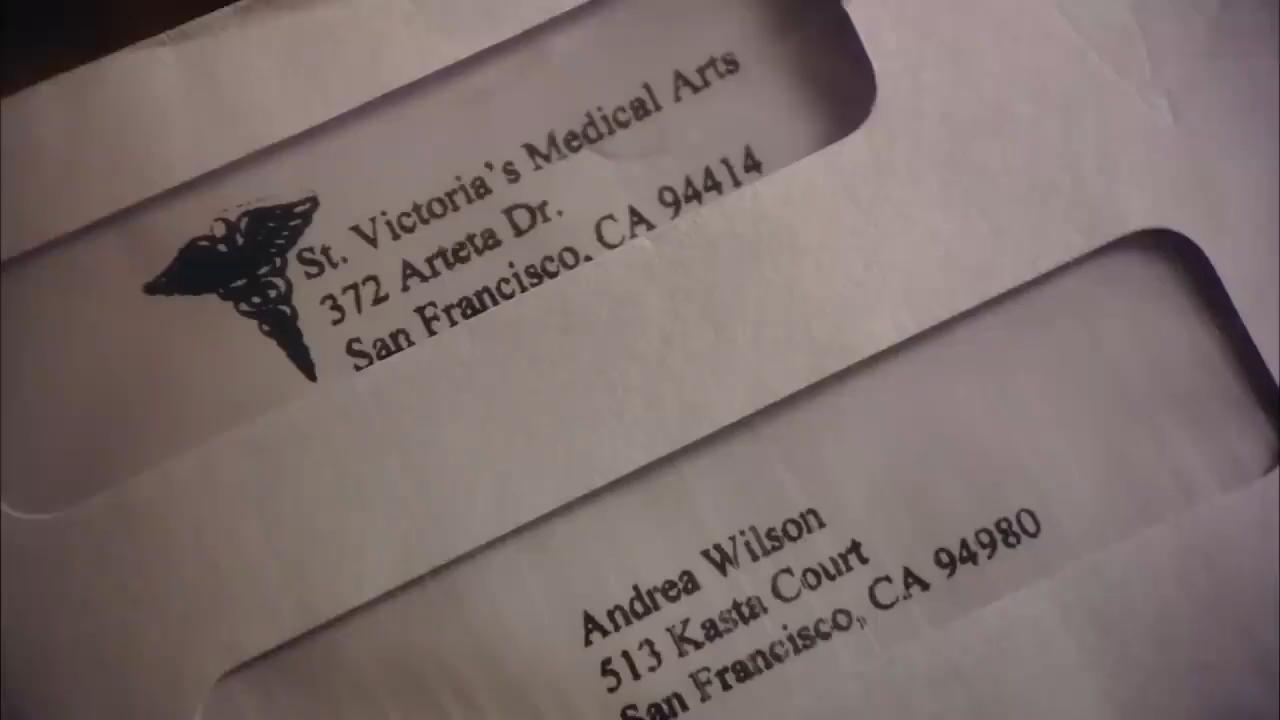 St. Victoria's Medical Arts
372 Arteta Dr.
San Francisco, CA 94414
Andrea Wilson
513 Kasta Court
San Francisco, CA 94980